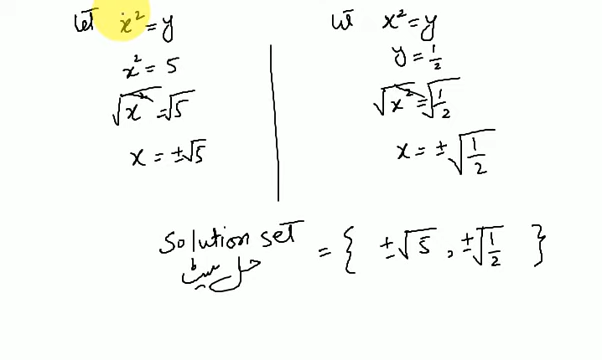 let x² = y
x² = 5
√x² = √5
x = ±√5
let x² = y
y = 1/2
√x² = √1/2
x = ±√1/2
Solution set = { ±√5 , ±√1/2 }
حل سیٹ